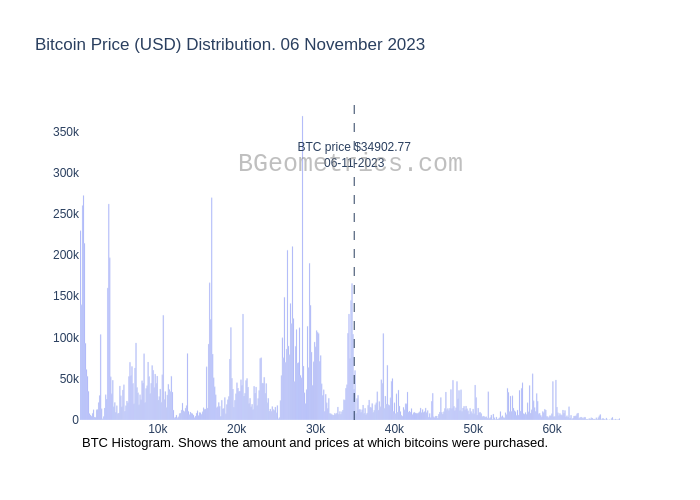 Bitcoin Price (USD) Distribution. 06 November 2023
350k
BTC price $34902.77
BGeometrics.com
06-11-2023
300k
250k
200k
150k
100k
50k
0
10k 20k 30k 40k 50k 60k
BTC Histogram. Shows the amount and prices at which bitcoins were purchased.